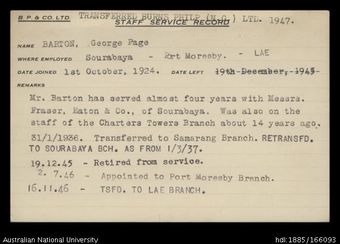 TRANSFERRED BURNS PHILP (N.G.) LTD. 1947.
B. P. & CO. LTD. STAFF SERVICE RECORD
NAME BARTON, George Page
WHERE EMPLOYED Sourabaya - Port Moresby. - LAE
DATE JOINED 1st October, 1924. DATE LEFT 19th December, 1945
REMARKS
Mr. Barton has served almost four years with Messrs.
Fraser, Eaton & Co., of Sourabaya. Was also on the
staff of the Charters Towers Branch about 14 years ago.
31/1/1936. Transferred to Samarang Branch. RETRANSFD.
TO SOURABAYA BCH. AS FROM 1/3/37.
19.12.45 - Retired from service.
2.7.46 - Appointed to Port Moresby Branch.
16.11.46 - TSFD. TO LAE BRANCH.
Australian National University
hdl:1885/166093